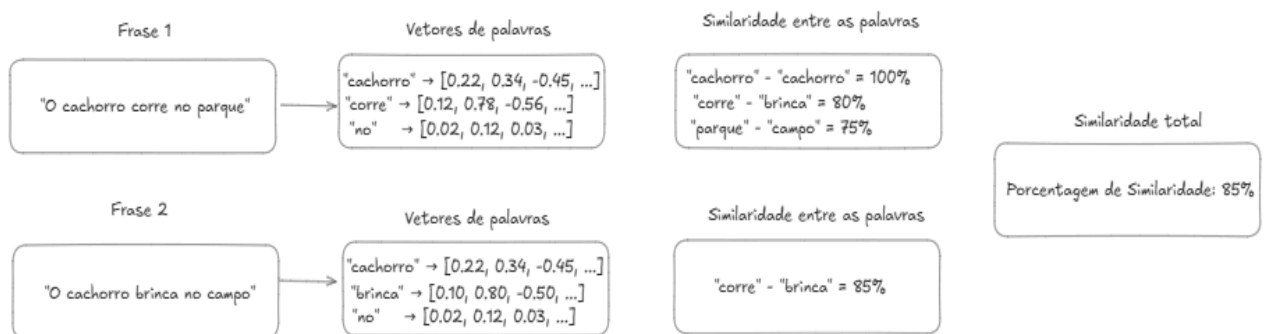 Frase 1
"O cachorro corre no parque"
Vetores de palavras
"cachorro" → [0.22, 0.34, -0.45, ...]
"corre" → [0.12, 0.78, -0.56, ...]
"no" → [0.02, 0.12, 0.03, ...]
Similaridade entre as palavras
"cachorro" - "cachorro" = 100%
"corre" - "brinca" = 80%
"parque" - "campo" = 75%
Similaridade total
Porcentagem de Similaridade: 85%
Frase 2
"O cachorro brinca no campo"
Vetores de palavras
"cachorro" → [0.22, 0.34, -0.45, ...]
"brinca" → [0.10, 0.80, -0.50, ...]
"no" → [0.02, 0.12, 0.03, ...]
Similaridade entre as palavras
"corre" - "brinca" = 85%